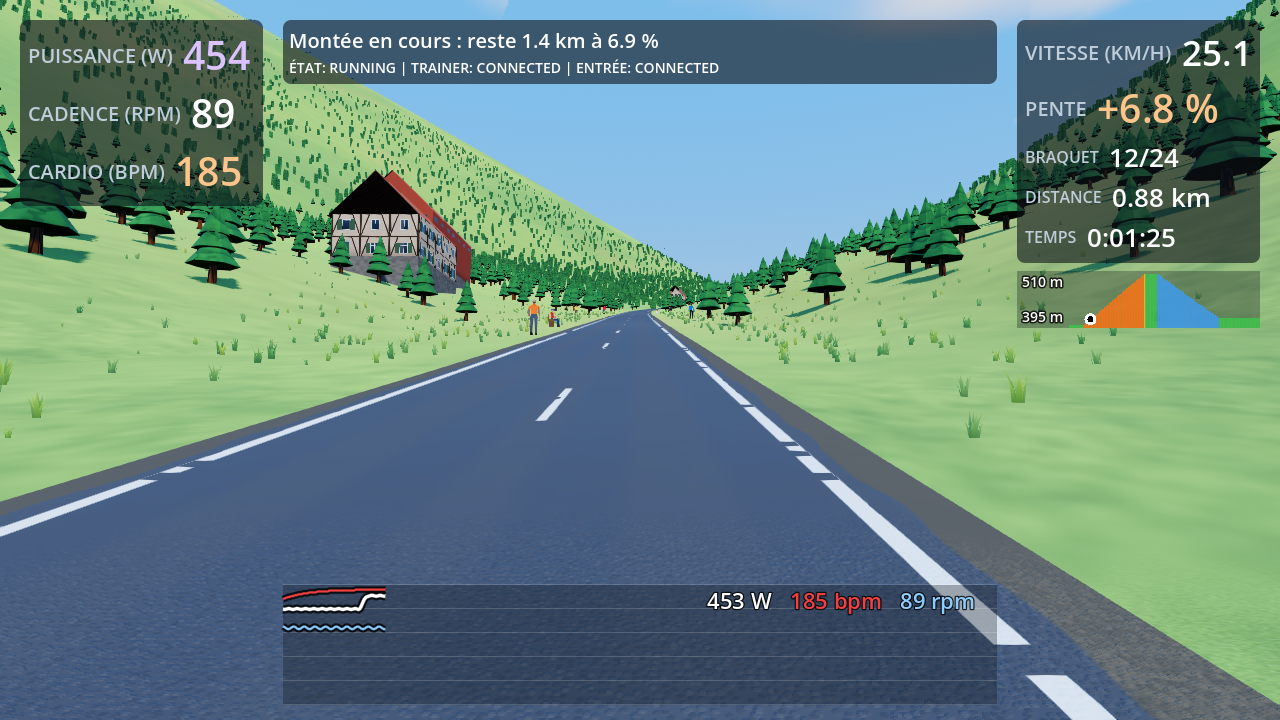 PUISSANCE (W) 454
CADENCE (RPM) 89
CARDIO (BPM) 185
Montée en cours : reste 1.4 km à 6.9 %
ÉTAT: RUNNING | TRAINER: CONNECTED | ENTRÉE: CONNECTED
VITESSE (KM/H) 25.1
PENTE +6.8 %
BRAQUET 12/24
DISTANCE 0.88 km
TEMPS 0:01:25
510 m
395 m
453 W 185 bpm 89 rpm